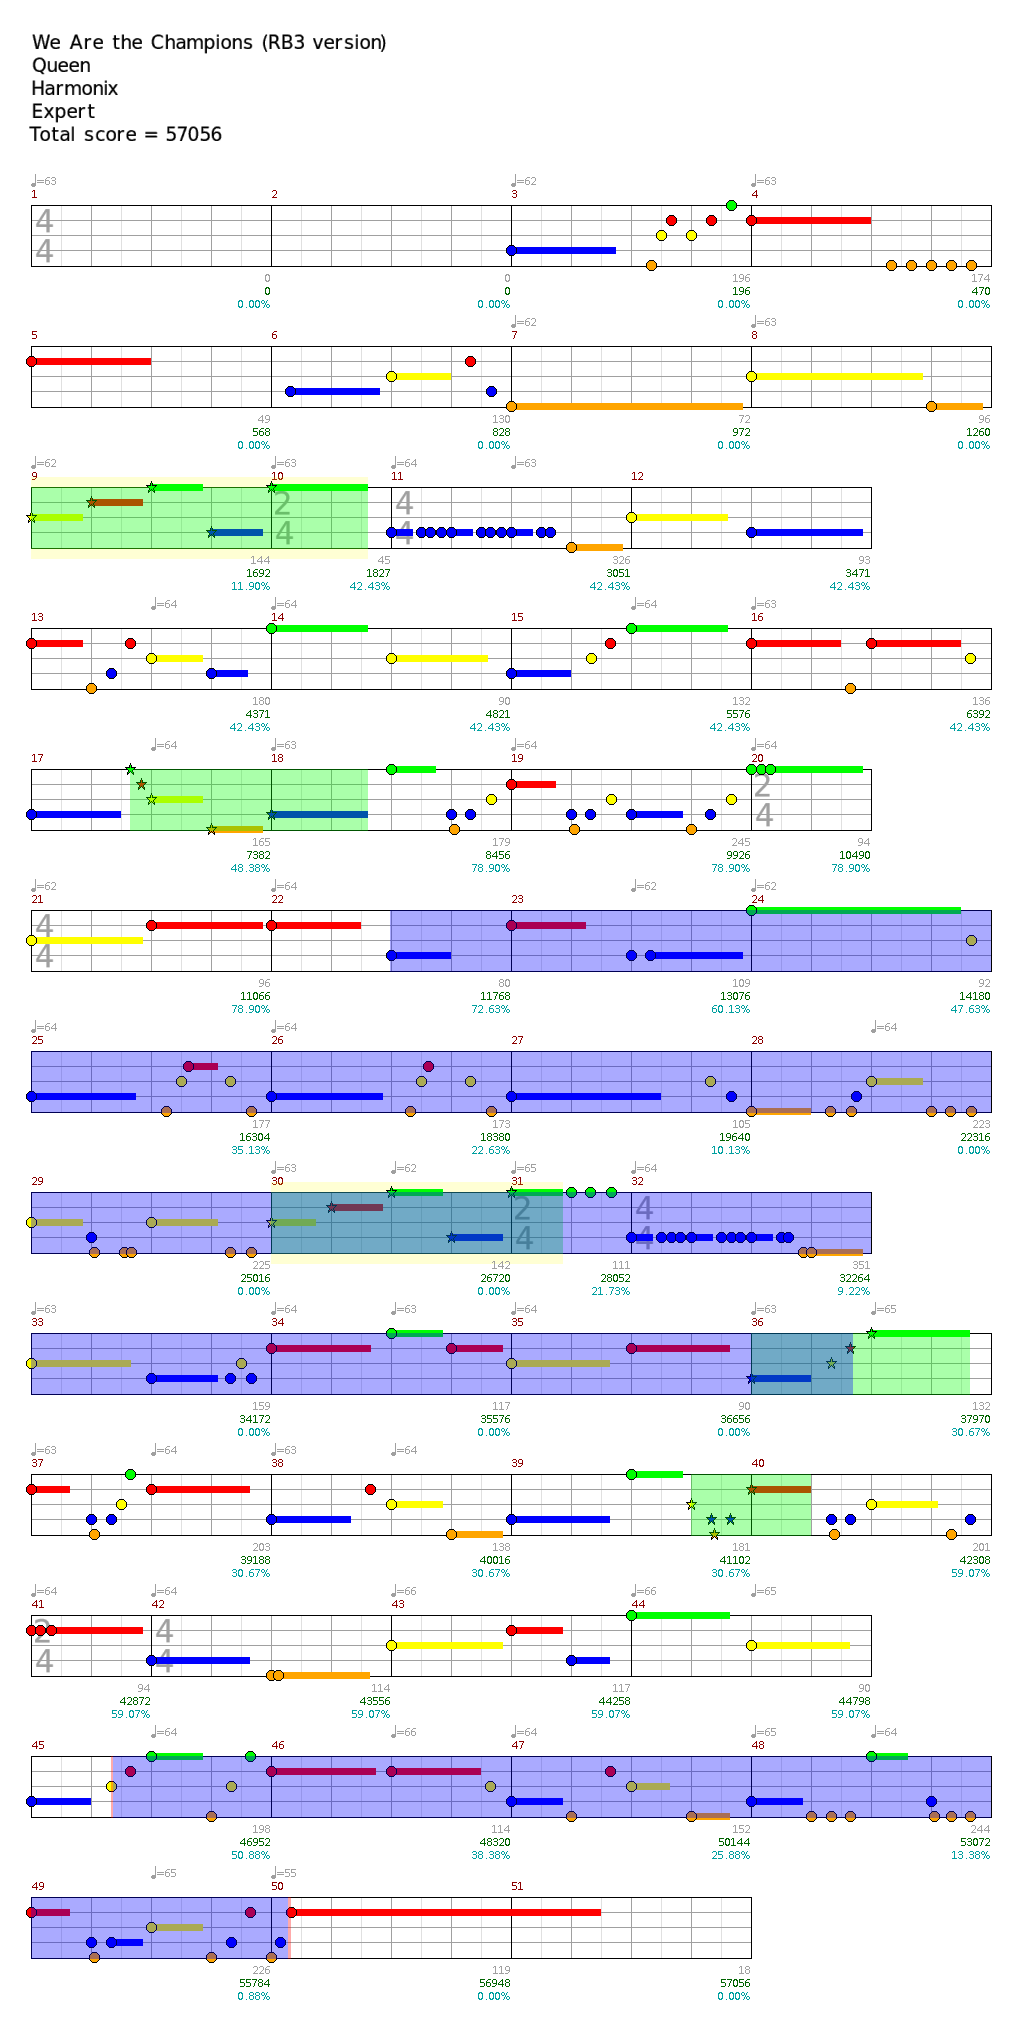 We Are the Champions (RB3 version)
Queen
Harmonix
Expert
Total score = 57056
♩=63 ♩=62 ♩=63
1 2 3 4
4
4
0 0 196 174
0 0 196 470
0.00% 0.00% 0.00% 0.00%
♩=62 ♩=63
5 6 7 8
49 130 72 96
568 828 972 1260
0.00% 0.00% 0.00% 0.00%
♩=62 ♩=63 ♩=64 ♩=63
9 10 11 12
2 4
4 4
144 45 326 93
1692 1827 3051 3471
11.90% 42.43% 42.43% 42.43%
♩=64 ♩=64 ♩=64 ♩=63
13 14 15 16
180 90 132 136
4371 4821 5576 6392
42.43% 42.43% 42.43% 42.43%
♩=64 ♩=63 ♩=64 ♩=64
17 18 19 20
2
4
165 179 245 94
7382 8456 9926 10490
48.38% 78.90% 78.90% 78.90%
♩=62 ♩=64 ♩=62 ♩=62
21 22 23 24
4
4
96 80 109 92
11066 11768 13076 14180
78.90% 72.63% 60.13% 47.63%
♩=64 ♩=64 ♩=64
25 26 27 28
177 173 105 223
16304 18380 19640 22316
35.13% 22.63% 10.13% 0.00%
♩=63 ♩=62 ♩=65 ♩=64
29 30 31 32
2 4
4 4
225 142 111 351
25016 26720 28052 32264
0.00% 0.00% 21.73% 9.22%
♩=63 ♩=64 ♩=63 ♩=64 ♩=63 ♩=65
33 34 35 36
159 117 90 132
34172 35576 36656 37970
0.00% 0.00% 0.00% 30.67%
♩=63 ♩=64 ♩=63 ♩=64
37 38 39 40
203 138 181 201
39188 40016 41102 42308
30.67% 30.67% 30.67% 59.07%
♩=64 ♩=64 ♩=66 ♩=66 ♩=65
41 42 43 44
2 4
4 4
94 114 117 90
42872 43556 44258 44798
59.07% 59.07% 59.07% 59.07%
♩=64 ♩=66 ♩=64 ♩=65 ♩=64
45 46 47 48
198 114 152 244
46952 48320 50144 53072
50.88% 38.38% 25.88% 13.38%
♩=65 ♩=55
49 50 51
226 119 18
55784 56948 57056
0.88% 0.00% 0.00%